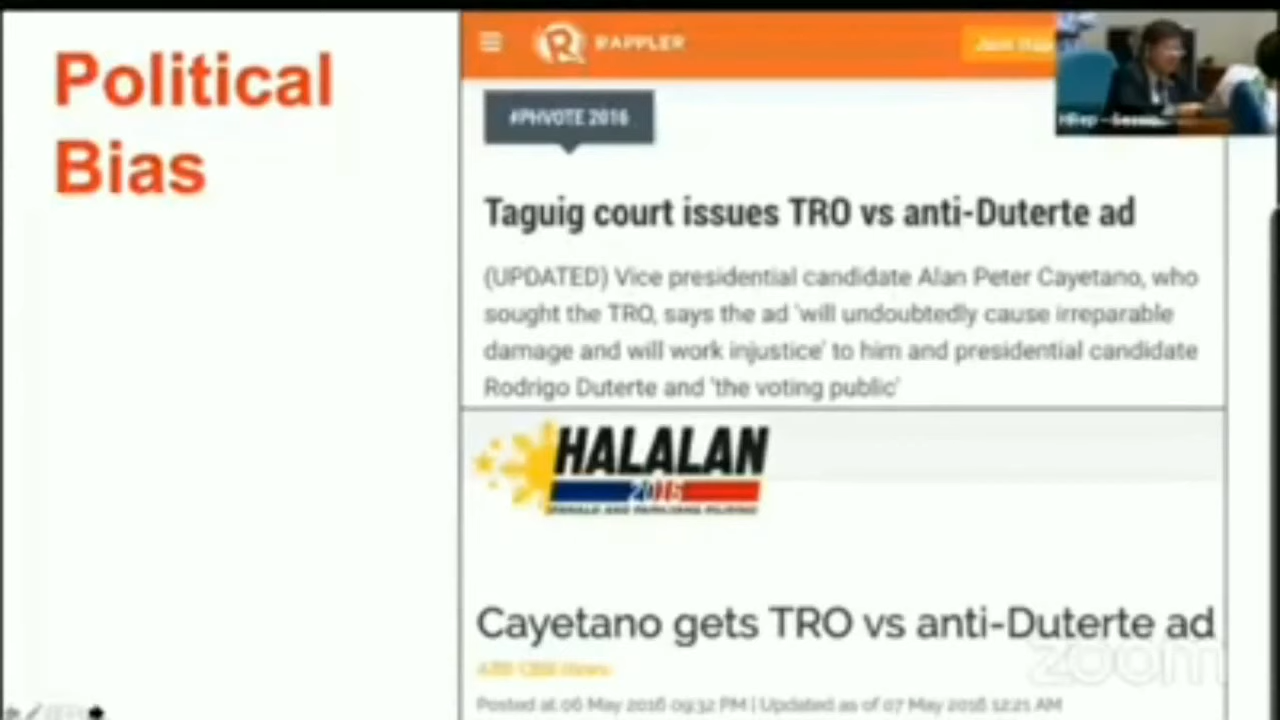 Political
Bias
RAPPLER
#PHVOTE 2016
Taguig court issues TRO vs anti-Duterte ad
(UPDATED) Vice presidential candidate Alan Peter Cayetano, who
sought the TRO, says the ad 'will undoubtedly cause irreparable
damage and will work injustice' to him and presidential candidate
Rodrigo Duterte and 'the voting public'
HALALAN
2016
Cayetano gets TRO vs anti-Duterte ad
ABS-CBN News
Posted at 06 May 2016 09:32 PM | Updated as of 07 May 2016 12:21 AM
zoom